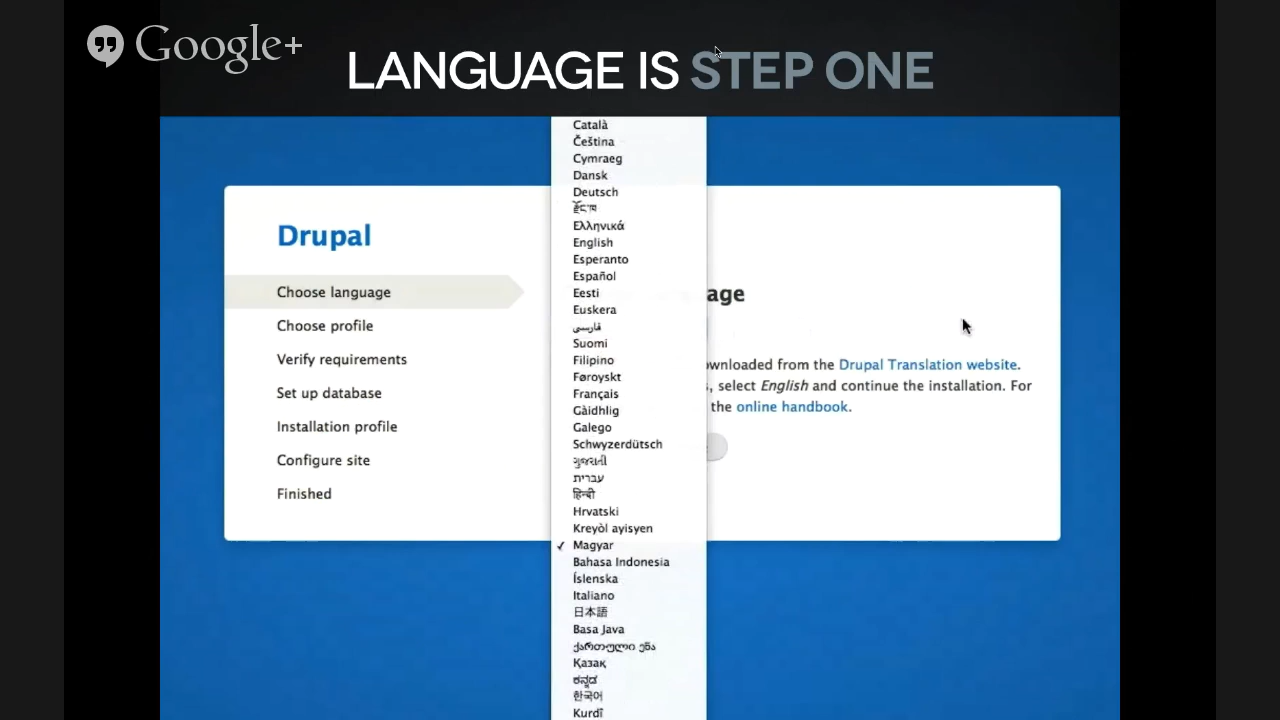 Google+
LANGUAGE IS STEP ONE
Drupal
Choose language
Choose profile
Verify requirements
Set up database
Installation profile
Configure site
Finished
Català
Čeština
Cymraeg
Dansk
Deutsch
རྫོང་ཁ
Ελληνικά
English
Esperanto
Español
Eesti
Euskera
فارسی
Suomi
Filipino
Føroyskt
Français
Gàidhlig
Galego
Schwyzerdütsch
ગુજરાતી
עברית
हिन्दी
Hrvatski
Kreyòl ayisyen
✓ Magyar
Bahasa Indonesia
Íslenska
Italiano
日本語
Basa Java
ქართული ენა
Қазақ
ಕನ್ನಡ
한국어
Kurdî
age
ownloaded from the Drupal Translation website.
s, select English and continue the installation. For
the online handbook.